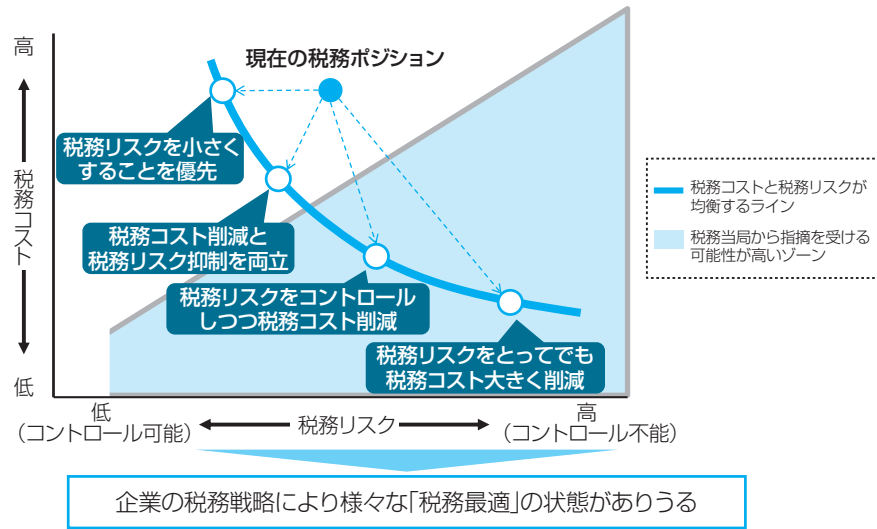 高
税務コスト
低
現在の税務ポジション
税務リスクを小さく
することを優先
税務コスト削減と
税務リスク抑制を両立
税務リスクをコントロール
しつつ税務コスト削減
税務リスクをとってでも
税務コスト大きく削減
税務コストと税務リスクが
均衡するライン
税務当局から指摘を受ける
可能性が高いゾーン
低
（コントロール可能）
税務リスク
高
（コントロール不能）
企業の税務戦略により様々な「税務最適」の状態がありうる